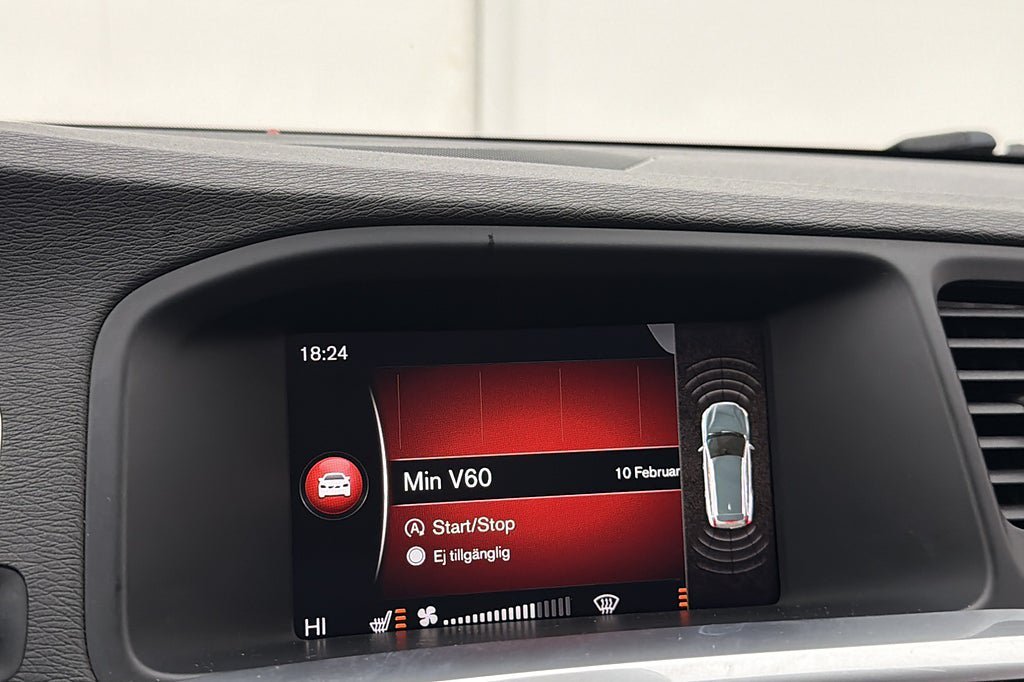 18:24
Min V60
10 Februar
A Start/Stop
Ej tillgänglig
HI